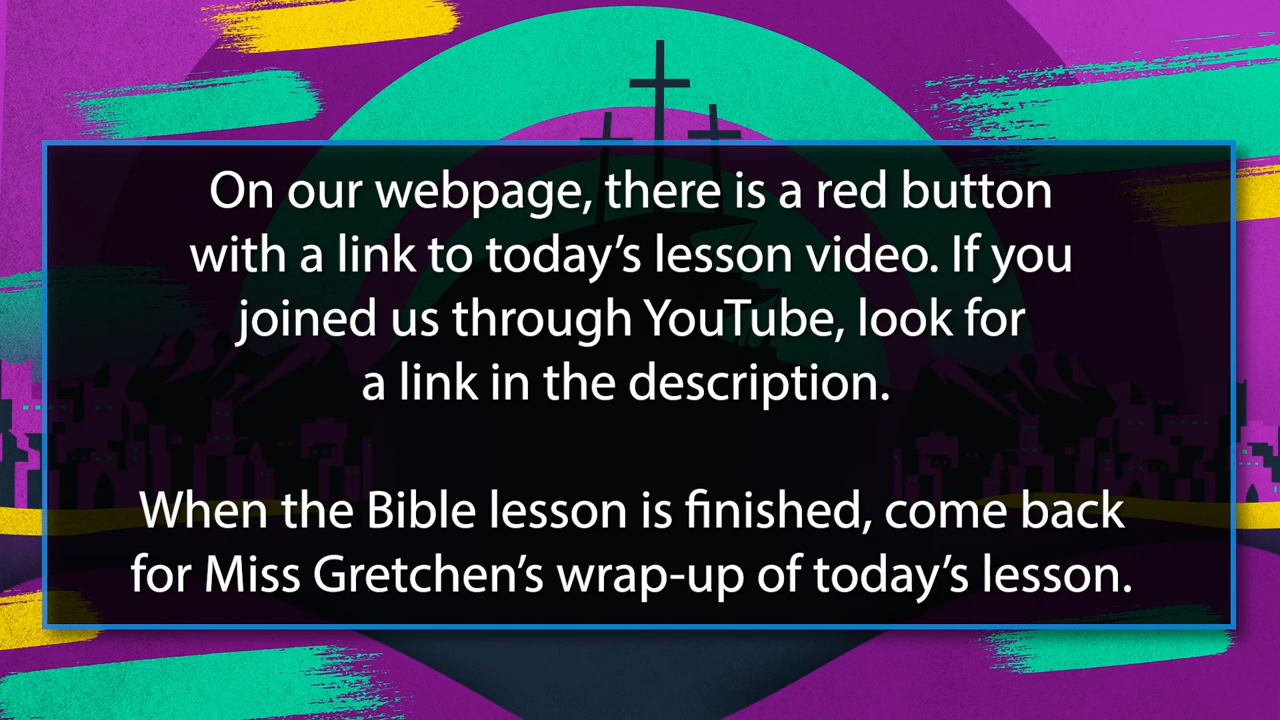 On our webpage, there is a red button
with a link to today’s lesson video. If you
joined us through YouTube, look for
a link in the description.
When the Bible lesson is finished, come back
for Miss Gretchen’s wrap-up of today’s lesson.